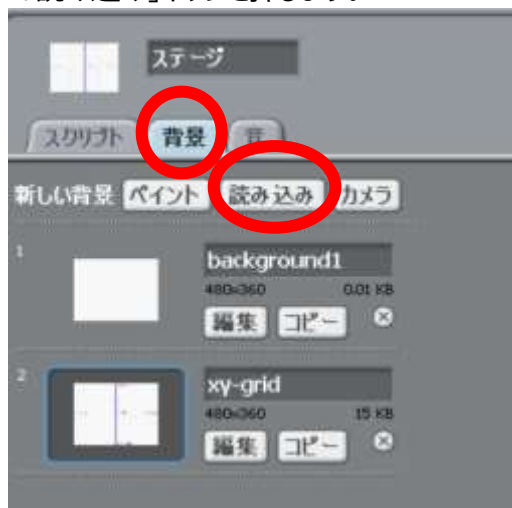 ステージ
スクリプト 背景 音
新しい背景 ペイント 読み込み カメラ
1
background1
480x360 0.01 KB
編集 コピー
2
xy-grid
480x360 15 KB
編集 コピー